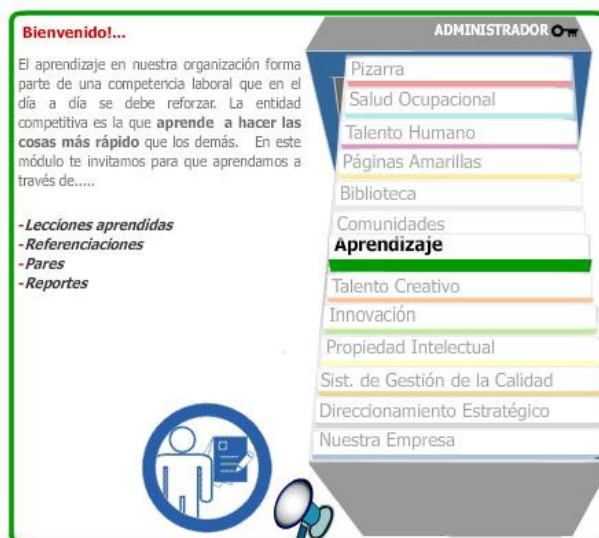 Bienvenido!...
El aprendizaje en nuestra organización forma
parte de una competencia laboral que en el
día a día se debe reforzar. La entidad
competitiva es la que aprende a hacer las
cosas más rápido que los demás. En este
módulo te invitamos para que aprendamos a
través de.....
-Lecciones aprendidas
-Referenciaciones
-Pares
-Reportes
ADMINISTRADOR
Pizarra
Salud Ocupacional
Talento Humano
Páginas Amarillas
Biblioteca
Comunidades
Aprendizaje
Talento Creativo
Innovación
Propiedad Intelectual
Sist. de Gestión de la Calidad
Direccionamiento Estratégico
Nuestra Empresa